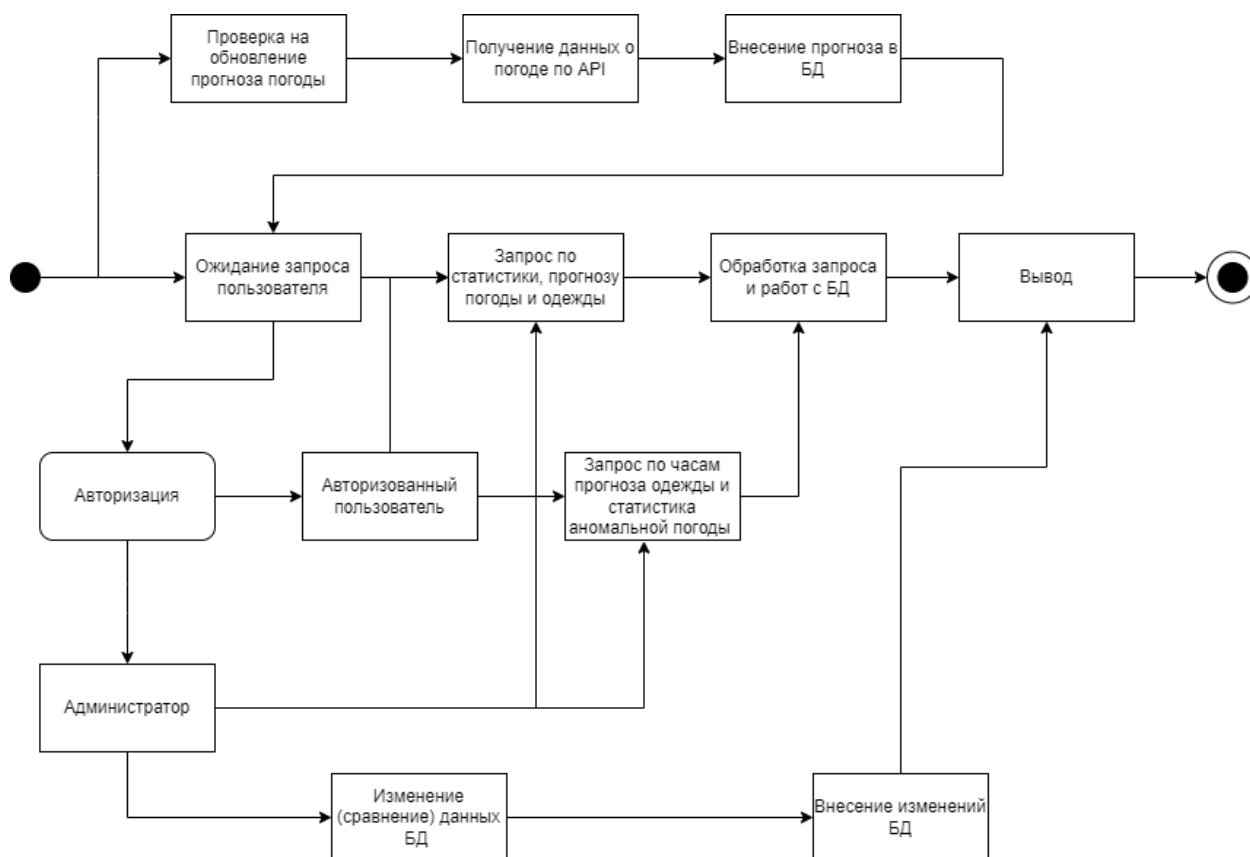 Проверка на
обновление
прогноза погоды
Получение данных о
погоде по API
Внесение прогноза в
БД
Ожидание запроса
пользователя
Запрос по
статистики, прогнозу
погоды и одежды
Обработка запроса
и работ с БД
Вывод
Авторизация
Авторизованный
пользователь
Запрос по часам
прогноза одежды и
статистика
аномальной погоды
Администратор
Изменение
(сравнение) данных
БД
Внесение изменений
БД